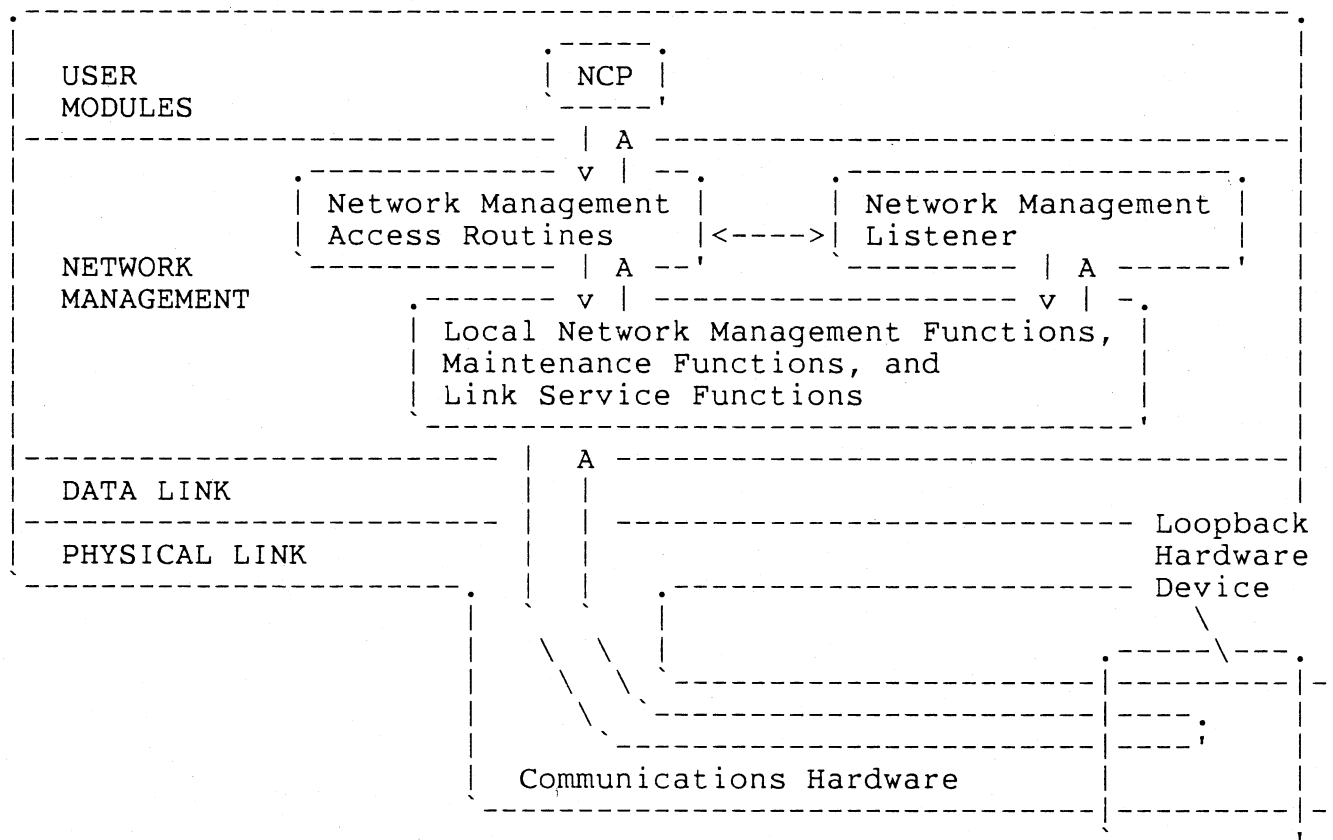 NCP
USER
MODULES
Network Management
Access Routines
Network Management
Listener
NETWORK
MANAGEMENT
Local Network Management Functions,
Maintenance Functions, and
Link Service Functions
DATA LINK
PHYSICAL LINK
Loopback
Hardware
Device
Communications Hardware